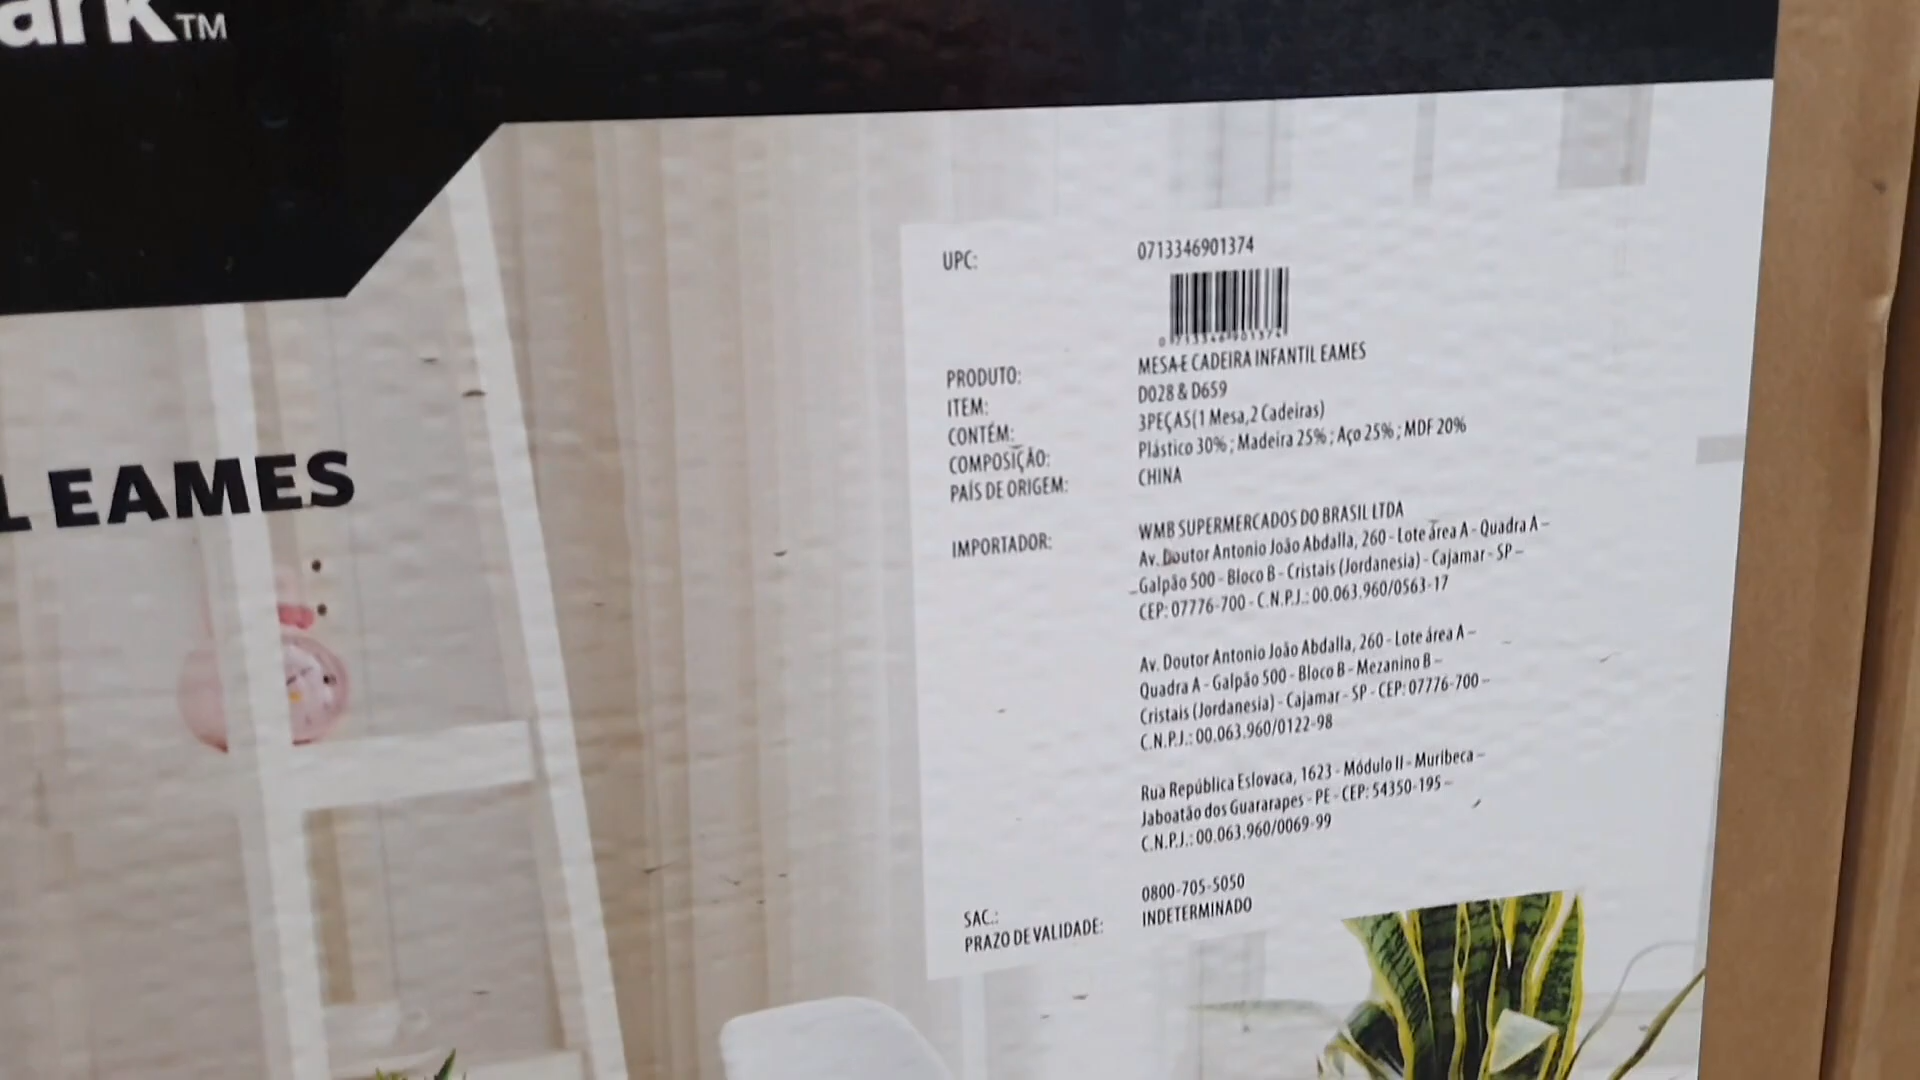 ark™
L EAMES
UPC: 0713346901374
0713346901374
PRODUTO: MESA E CADEIRA INFANTIL EAMES
ITEM: D028 & D659
CONTÉM: 3PEÇAS(1 Mesa,2 Cadeiras)
COMPOSIÇÃO: Plástico 30% ; Madeira 25% ; Aço 25% ; MDF 20%
PAÍS DE ORIGEM: CHINA
IMPORTADOR: WMB SUPERMERCADOS DO BRASIL LTDA
Av. Doutor Antonio João Abdalla, 260 - Lote área A - Quadra A –
Galpão 500 - Bloco B - Cristais (Jordanesia) - Cajamar - SP –
CEP: 07776-700 - C.N.P.J.: 00.063.960/0563-17
Av. Doutor Antonio João Abdalla, 260 - Lote área A –
Quadra A - Galpão 500 - Bloco B - Mezanino B –
Cristais (Jordanesia) - Cajamar - SP - CEP: 07776-700 –
C.N.P.J.: 00.063.960/0122-98
Rua República Eslovaca, 1623 - Módulo II - Muribeca –
Jaboatão dos Guararapes - PE - CEP: 54350-195 –
C.N.P.J.: 00.063.960/0069-99
SAC.: 0800-705-5050
PRAZO DE VALIDADE: INDETERMINADO